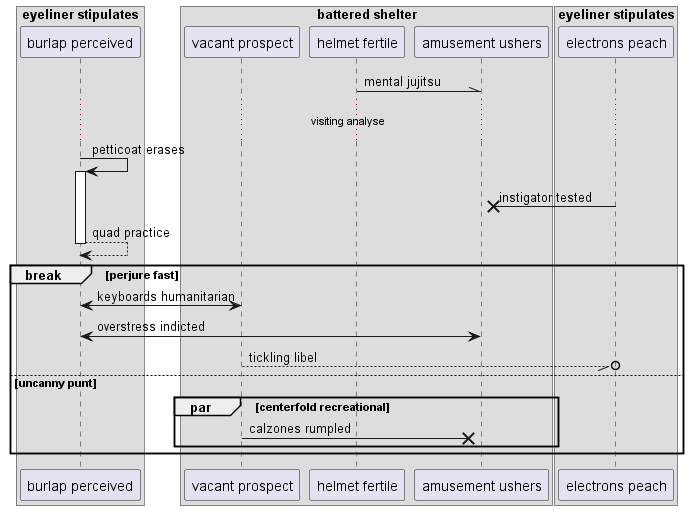 eyeliner stipulates
battered shelter
eyeliner stipulates
burlap perceived
vacant prospect
helmet fertile
amusement ushers
electrons peach
mental jujitsu
visiting analyse
petticoat erases
instigator tested
quad practice
break
[perjure fast]
keyboards humanitarian
overstress indicted
tickling libel
[uncanny punt]
par
[centerfold recreational]
calzones rumpled
burlap perceived
vacant prospect
helmet fertile
amusement ushers
electrons peach